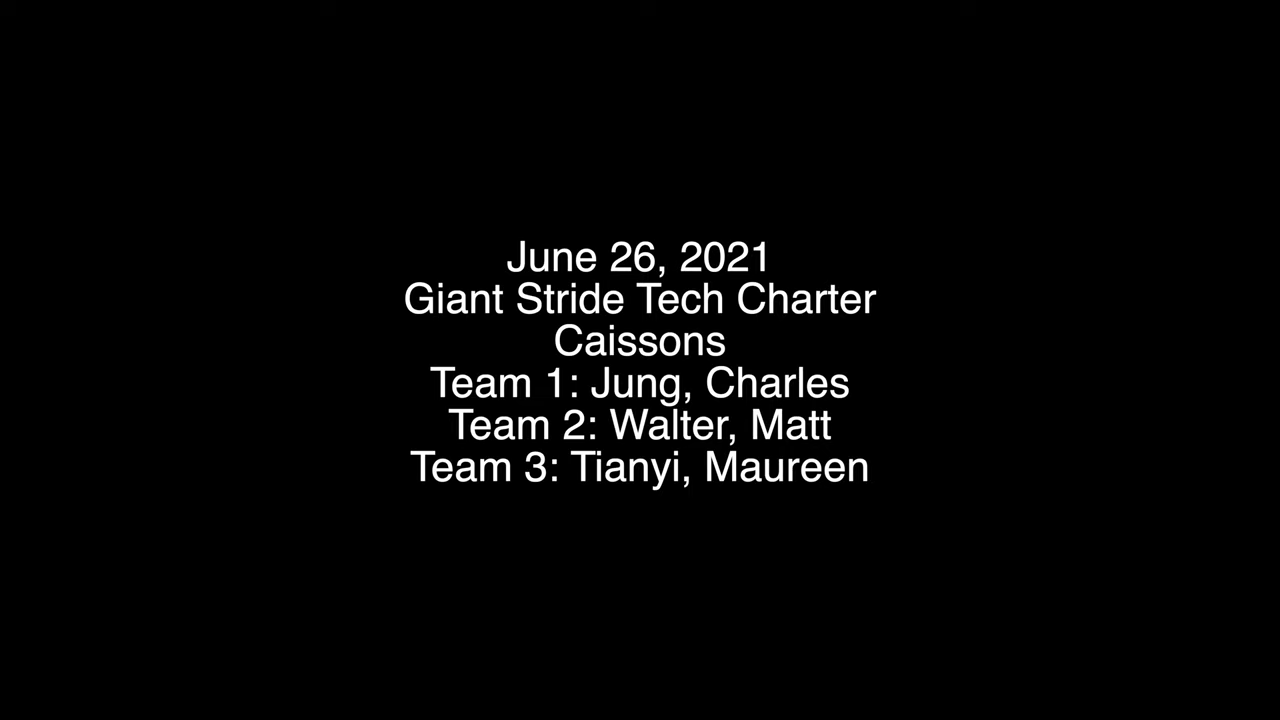 June 26, 2021
Giant Stride Tech Charter
Caissons
Team 1: Jung, Charles
Team 2: Walter, Matt
Team 3: Tianyi, Maureen